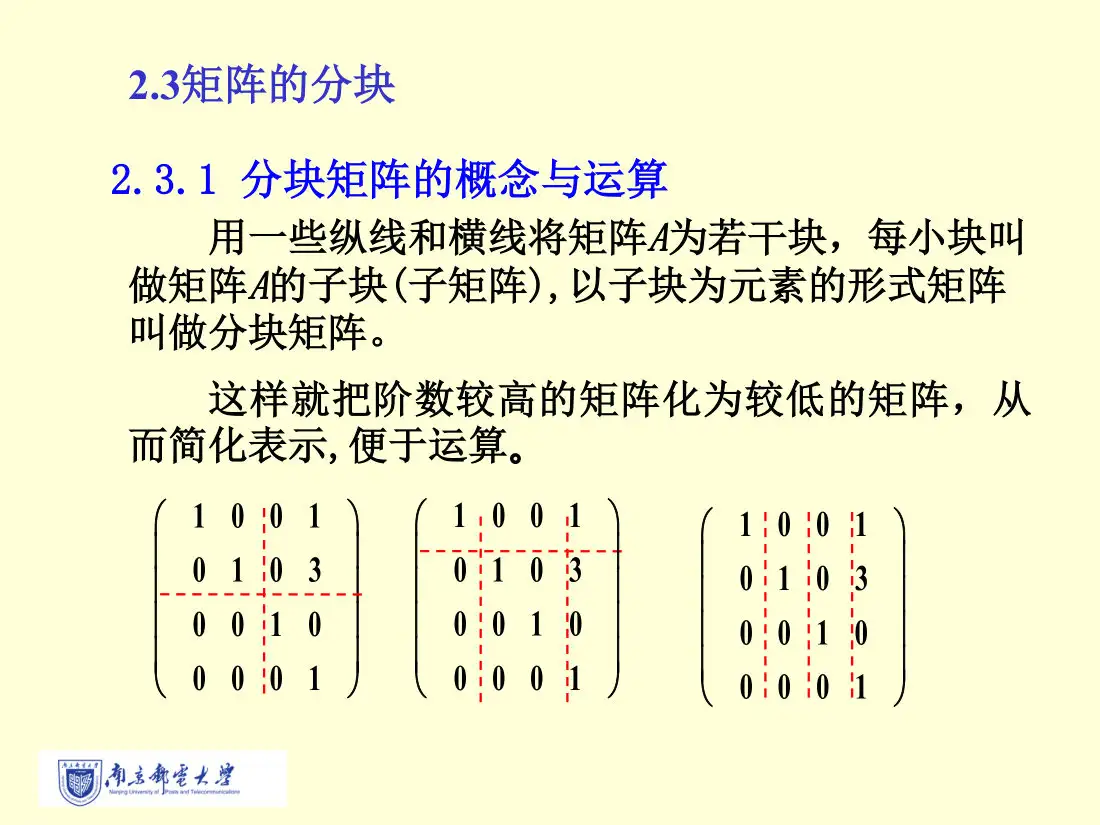 2.3矩阵的分块
2.3.1 分块矩阵的概念与运算
用一些纵线和横线将矩阵A为若干块，每小块叫
做矩阵A的子块(子矩阵),以子块为元素的形式矩阵
叫做分块矩阵。
这样就把阶数较高的矩阵化为较低的矩阵，从
而简化表示,便于运算。
1 0 0 1
0 1 0 3
0 0 1 0
0 0 0 1
1 0 0 1
0 1 0 3
0 0 1 0
0 0 0 1
1 0 0 1
0 1 0 3
0 0 1 0
0 0 0 1
南京邮电大学
Nanjing University of Posts and Telecommunications